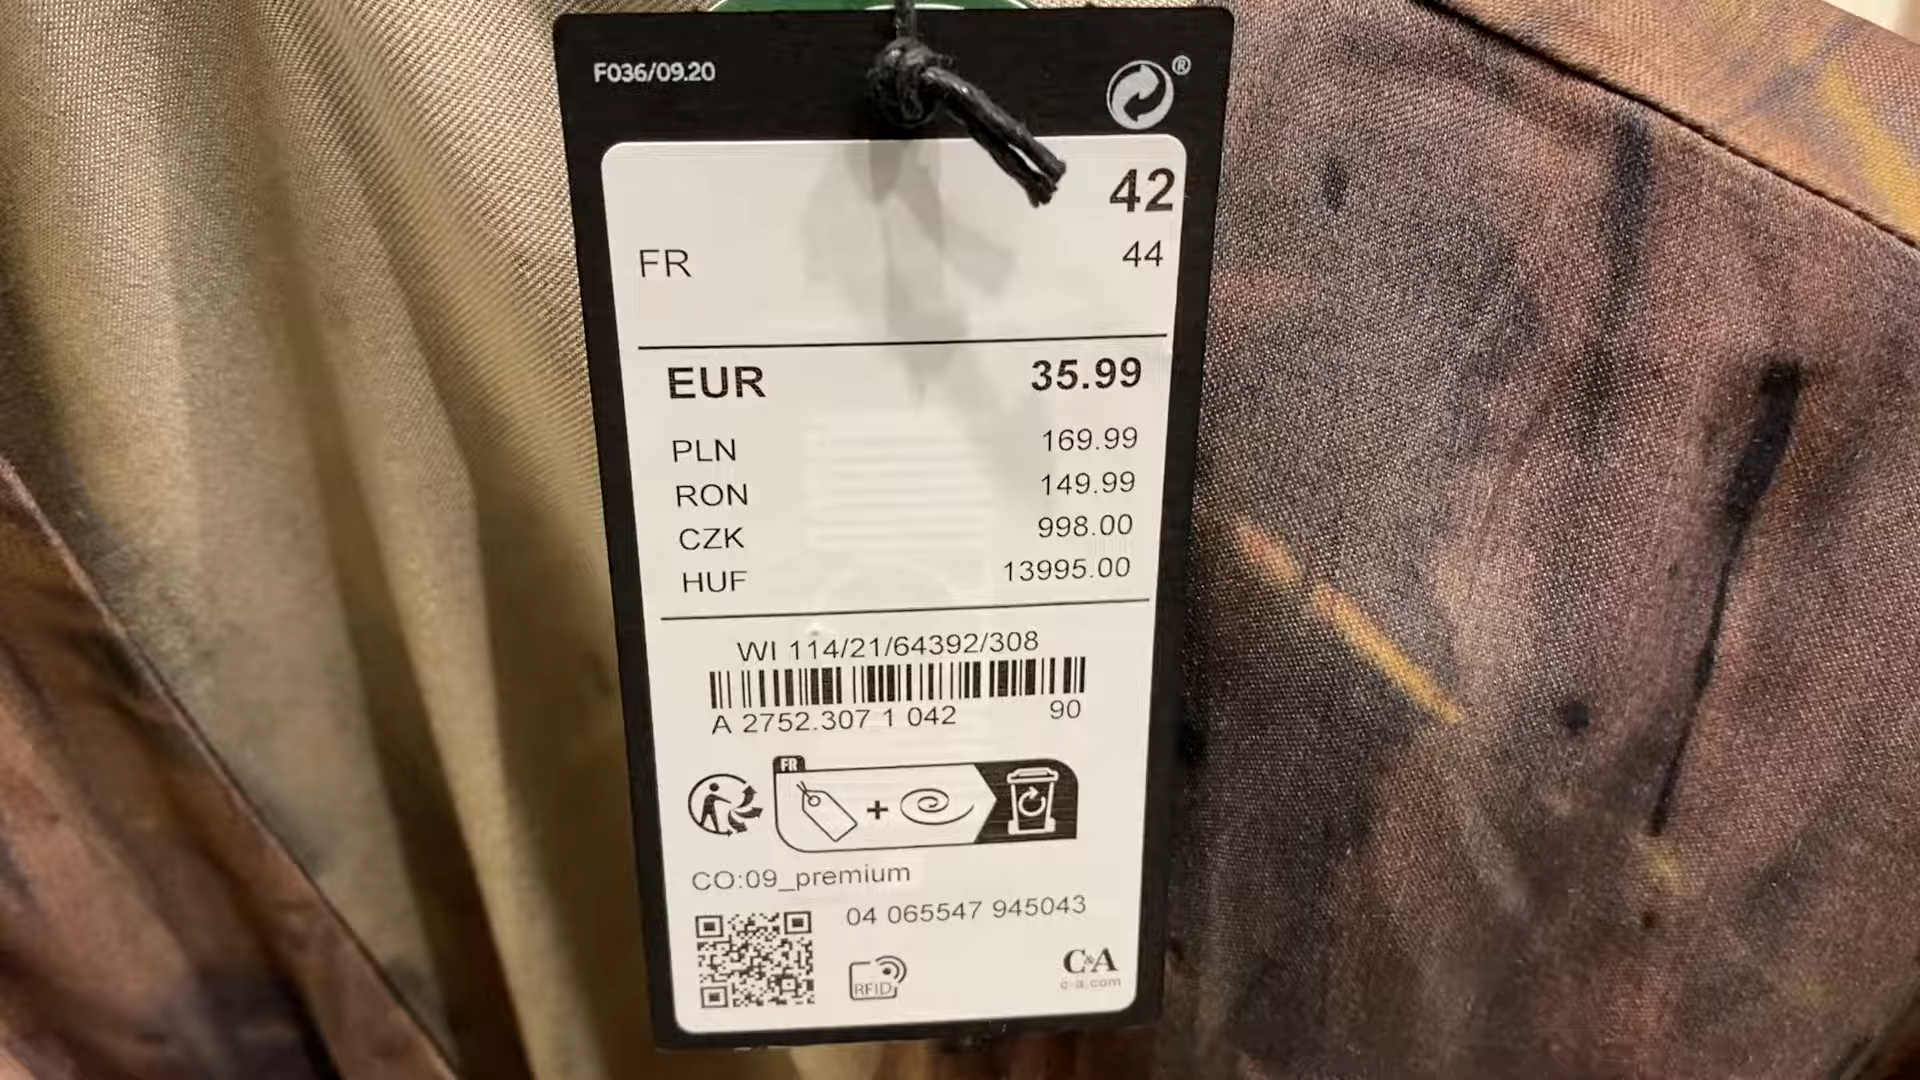 F036/09.20
®
42
FR 44
EUR 35.99
PLN 169.99
RON 149.99
CZK 998.00
HUF 13995.00
WI 114/21/64392/308
A 2752.307 1 042 90
FR
+
CO:09_premium
04 065547 945043
RFID
C&A
c-a.com